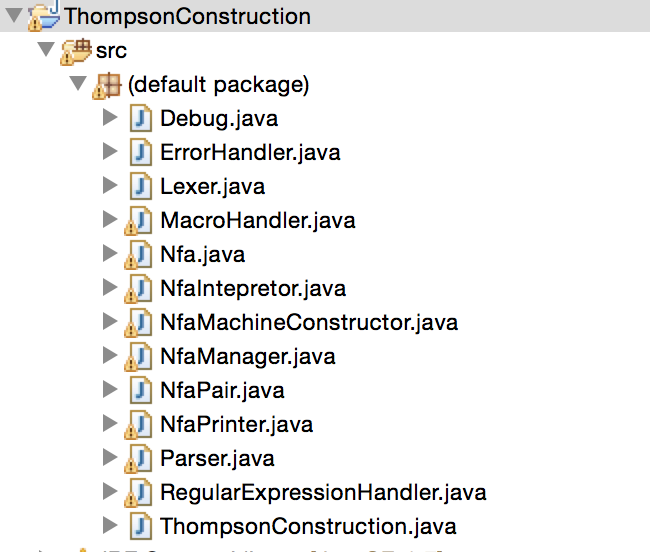 ThompsonConstruction
src
(default package)
Debug.java
ErrorHandler.java
Lexer.java
MacroHandler.java
Nfa.java
NfaIntepretor.java
NfaMachineConstructor.java
NfaManager.java
NfaPair.java
NfaPrinter.java
Parser.java
RegularExpressionHandler.java
ThompsonConstruction.java